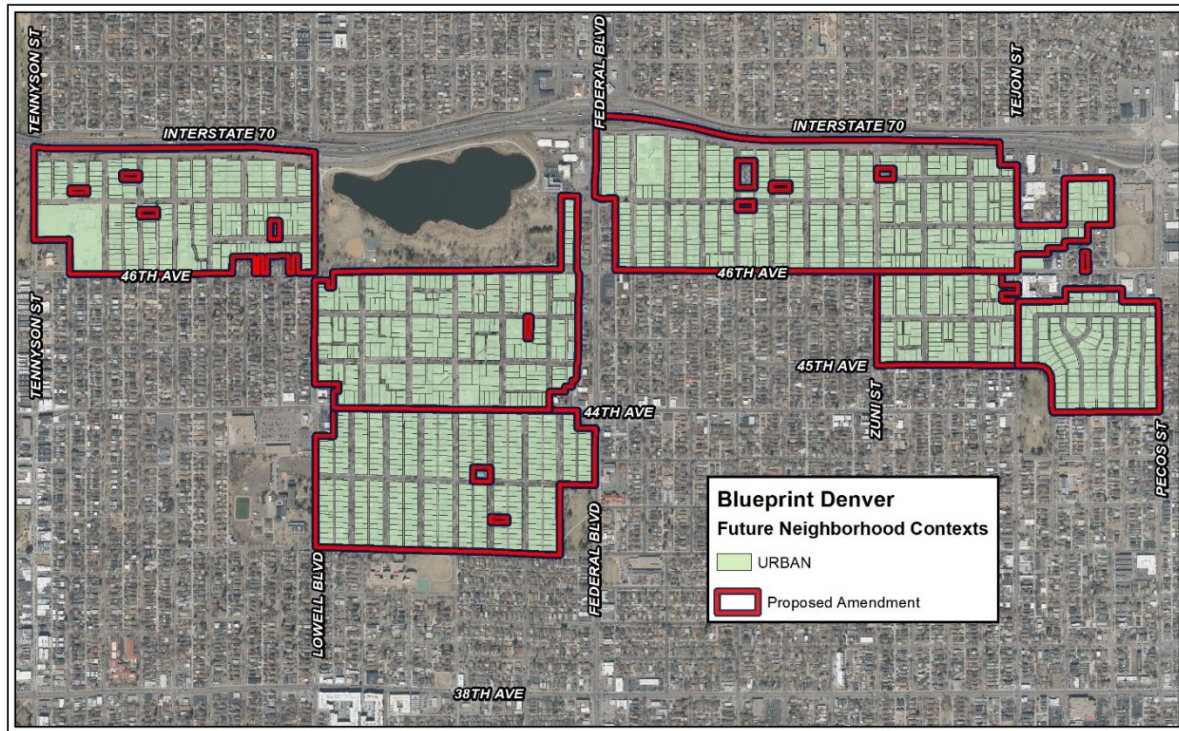 TENNYSON ST
INTERSTATE 70
FEDERAL BLVD
INTERSTATE 70
TEJON ST
46TH AVE
46TH AVE
TENNYSON ST
45TH AVE
44TH AVE
ZUNI ST
PECOS ST
LOWELL BLVD
FEDERAL BLVD
38TH AVE
Blueprint Denver
Future Neighborhood Contexts
URBAN
Proposed Amendment